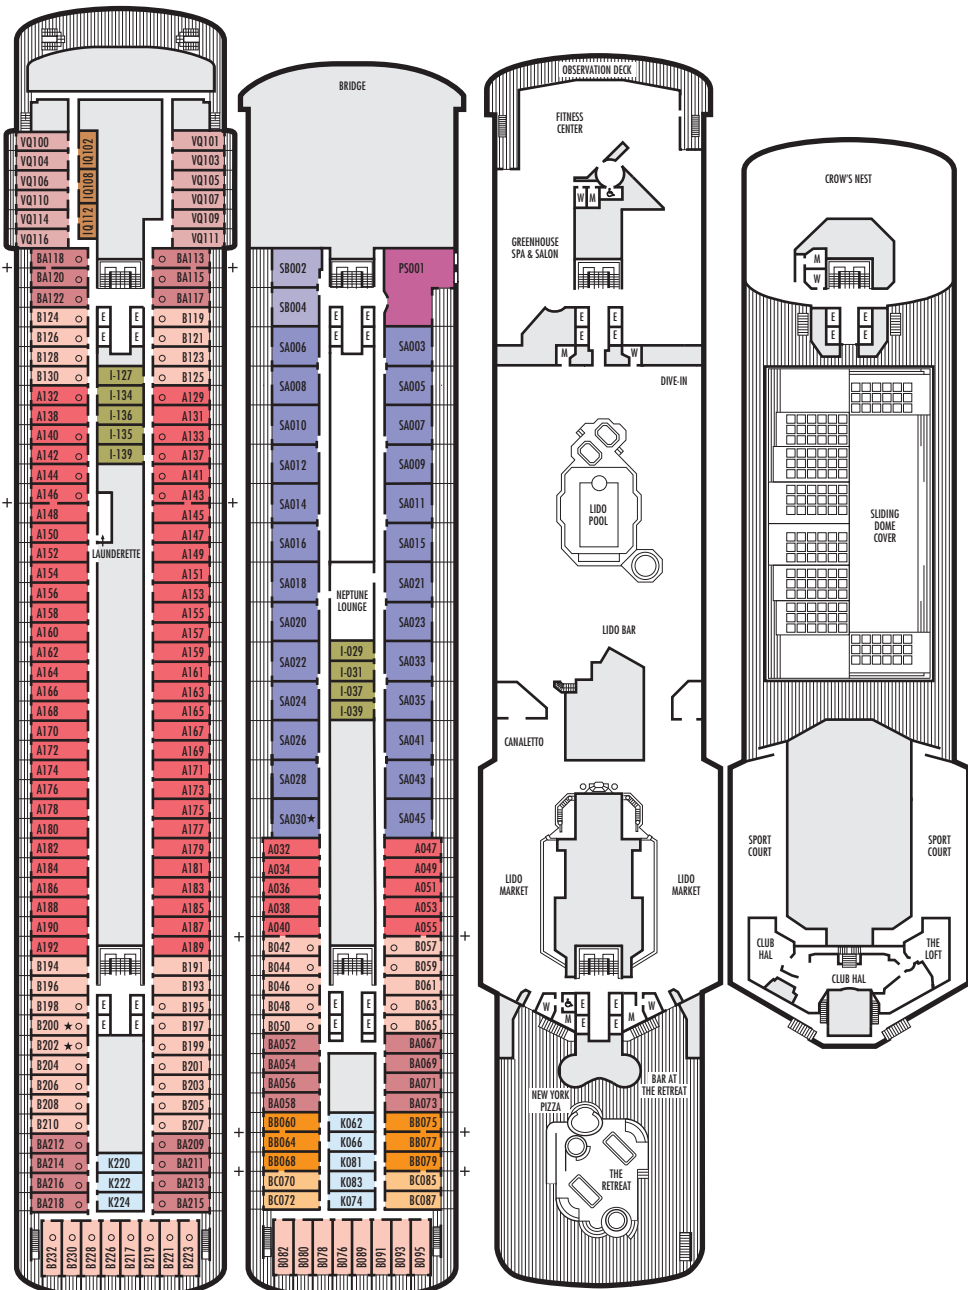 VQ100
VQ104
VQ106
VQ110
VQ114
VQ116
IQ102
IQ108
IQ112
VQ101
VQ103
VQ105
VQ107
VQ109
VQ111
BA118
BA120
BA122
B124
B126
B128
B130
A132
A138
A140
A142
A144
A146
A148
A150
A152
A154
A156
A158
A160
A162
A164
A166
A168
A170
A172
A174
A176
A178
A180
A182
A184
A186
A188
A190
A192
B194
B196
B198
B200 ★
B202 ★
B204
B206
B208
B210
BA212
BA214
BA216
BA218
E E
E E
I-127
I-134
I-136
I-135
I-139
LAUNDERETTE
E E
E E
K220
K222
K224
BA113
BA115
BA117
B119
B121
B123
B125
A129
A131
A133
A137
A141
A143
A145
A147
A149
A151
A153
A155
A157
A159
A161
A163
A165
A167
A169
A171
A173
A175
A177
A179
A181
A183
A185
A187
A189
B191
B193
B195
B197
B199
B201
B203
B205
B207
BA209
BA211
BA213
BA215
B232
B230
B228
B226
B217
B219
B221
B223
BRIDGE
SB002
SB004
SA006
SA008
SA010
SA012
SA014
SA016
SA018
SA020
SA022
SA024
SA026
SA028
SA030★
A032
A034
A036
A038
A040
B042
B044
B046
B048
B050
BA052
BA054
BA056
BA058
BB060
BB064
BB068
BC070
BC072
E E
E E
NEPTUNE
LOUNGE
I-029
I-031
I-037
I-039
E E
E E
K062
K066
K081
K083
K074
PS001
SA003
SA005
SA007
SA009
SA011
SA015
SA021
SA023
SA033
SA035
SA041
SA043
SA045
A047
A049
A051
A053
A055
B057
B059
B061
B063
B065
BA067
BA069
BA071
BA073
BB075
BB077
BB079
BC085
BC087
B082
B080
B078
B076
B089
B091
B093
B095
OBSERVATION DECK
FITNESS
CENTER
W M
GREENHOUSE
SPA & SALON
E E
E E
M W
DIVE-IN
LIDO
POOL
LIDO BAR
CANALETTO
LIDO
MARKET
LIDO
MARKET
W M E E M W
E E
NEW YORK
PIZZA
BAR AT
THE RETREAT
THE
RETREAT
CROW'S NEST
M
W
E E
E E
SLIDING
DOME
COVER
SPORT
COURT
SPORT
COURT
CLUB
HAL
THE
LOFT
CLUB HAL